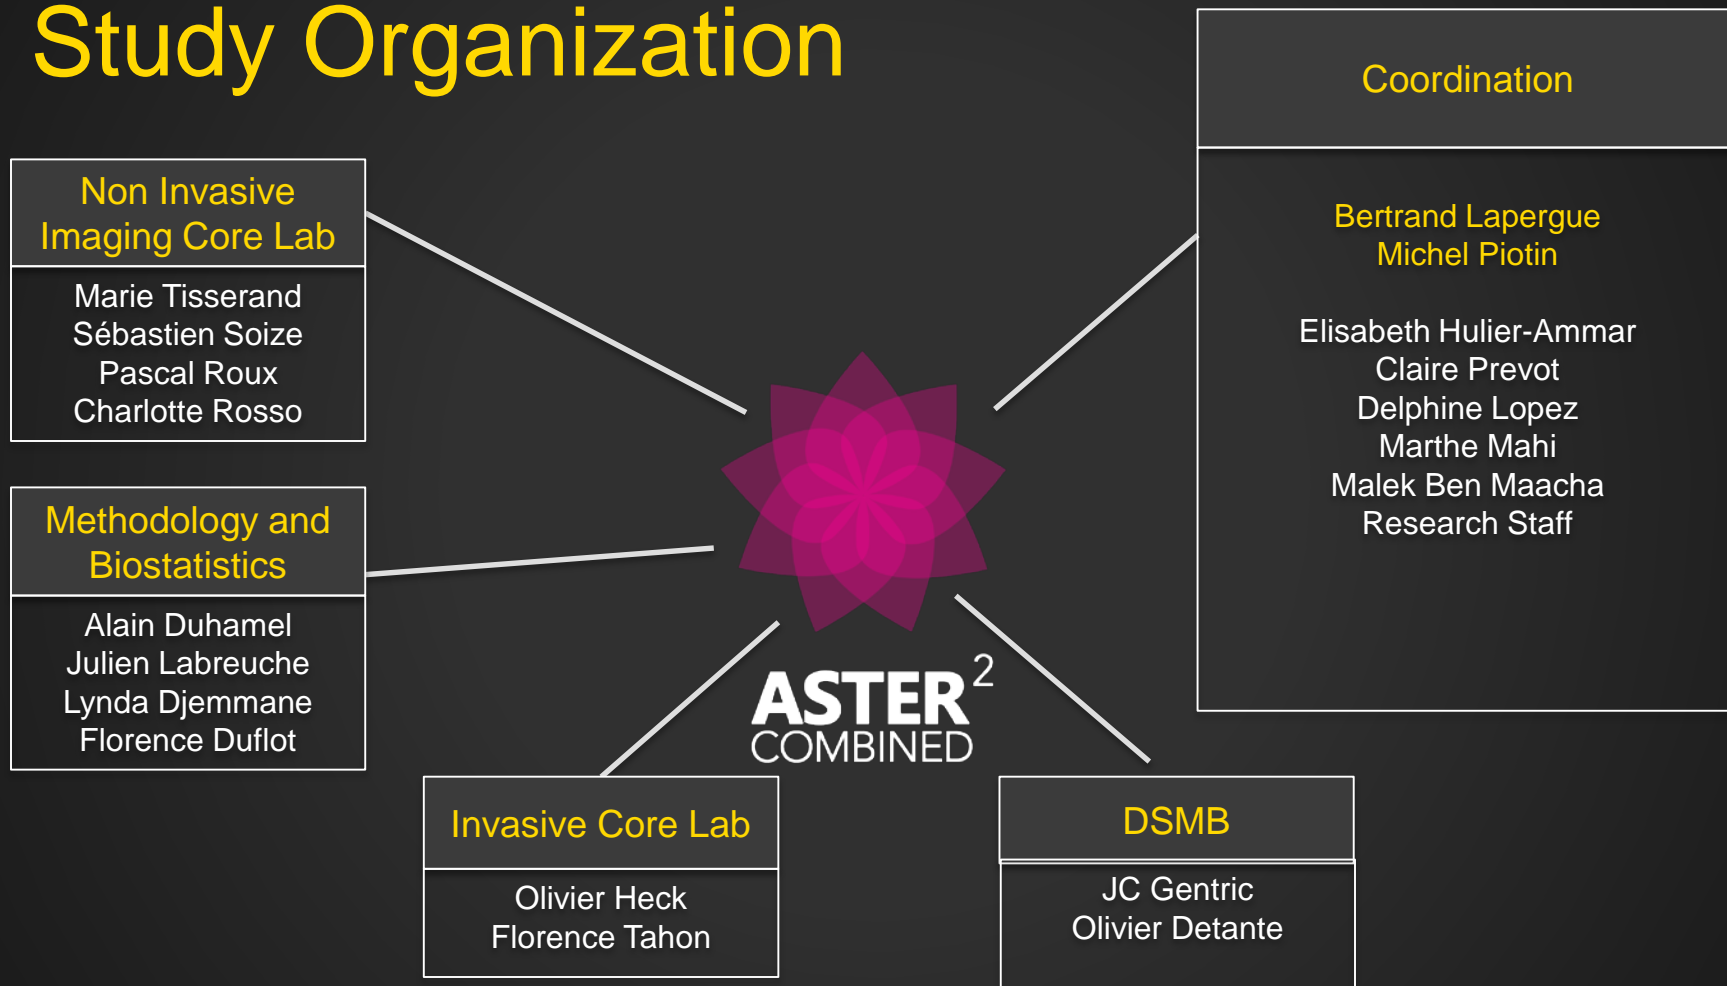 Study Organization
Coordination
Bertrand Lapergue
Michel Piotin
Elisabeth Hulier-Ammar
Claire Prevot
Delphine Lopez
Marthe Mahi
Malek Ben Maacha
Research Staff
Non Invasive
Imaging Core Lab
Marie Tisserand
Sébastien Soize
Pascal Roux
Charlotte Rosso
Methodology and
Biostatistics
Alain Duhamel
Julien Labreuche
Lynda Djemmane
Florence Duflot
ASTER²
COMBINED
Invasive Core Lab
Olivier Heck
Florence Tahon
DSMB
JC Gentric
Olivier Detante